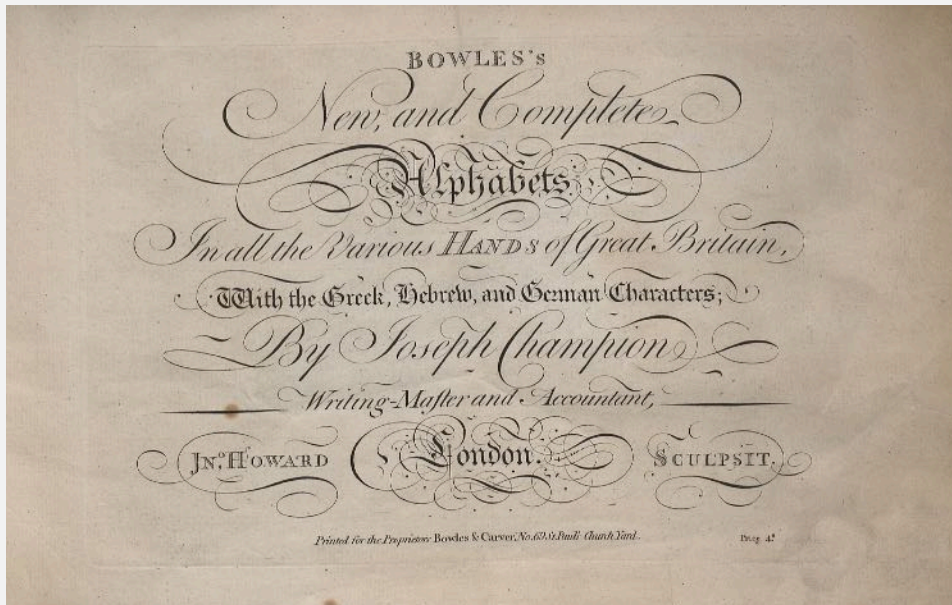 BOWLES's
New, and Complete
Alphabets
In all the Various HANDS of Great Britain,
With the Greek, Hebrew, and German Characters;
By Joseph Champion
Writing-Maſter and Accountant,
JNº. HOWARD London. SCULPSIT.
Printed for the Proprietors Bowles & Carver, No. 69 St. Pauls Church Yard.